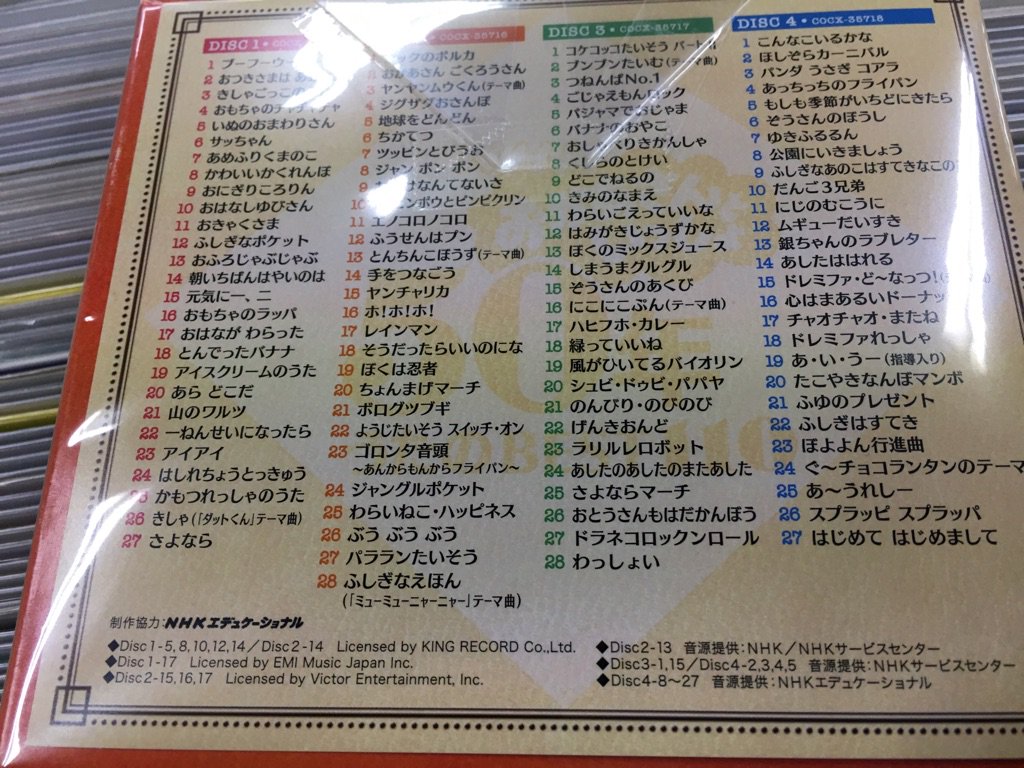 DISC 1・
1 ブーフーウー
2 おつきさまは
3 きしゃごっこの
4 おもちゃのチャチャチャ
5 いぬのおまわりさん
6 サッちゃん
7 あめふりくまのこ
8 かわいいかくれんぼ
9 おにぎりころりん
10 おはなしゆびさん
11 おきゃくさま
12 ふしぎなポケット
13 おふろじゃぶじゃぶ
14 朝いちばんはやいのは
15 元気に一、二
16 おもちゃのラッパ
17 おはなが わらった
18 とんでったバナナ
19 アイスクリームのうた
20 あら どこだ
21 山のワルツ
22 一ねんせいになったら
23 アイアイ
24 はしれちょうとっきゅう
25 かもつれっしゃのうた
26 きしゃ(「ダットくん」テーマ曲)
27 さよなら
・COCX-35716
ックのポルカ
2 おかあさん ごくろうさん
3 ヤンヤンムウくん(テーマ曲)
4 ジグザグおさんぽ
5 地球をどんどん
6 ちかてつ
7 ツッピンとびうお
8 ジャン ポン ポン
9 なんてないさ
10 ンボウとビンビクリン
11 エノコロノコロ
12 ふうせんはプン
13 とんちんこぼうず(テーマ曲)
14 手をつなごう
15 ヤンチャリカ
16 ホ!ホ!ホ!
17 レインマン
18 そうだったらいいのにな
19 ぼくは忍者
20 ちょんまげマーチ
21 ボログツブギ
22 ようじたいそう スイッチ・オン
23 ゴロンタ音頭
〜あんからもんからフライパン〜
24 ジャングルポケット
25 わらいねこ・ハッピネス
26 ぶう ぶう ぶう
27 パラランたいそう
28 ふしぎなえほん
(「ミューミューニャーニャー」テーマ曲)
DISC 3・COCX-35717
1 コケコッコたいそう パート
2 ブンブンたいむ(テーマ曲)
3 つねんぱNo.1
4 ごじゃえもんロック
5 パジャマでおじゃま
6 バナナのおやこ
7 おしゃべりきかんしゃ
8 くじらのとけい
9 どこでねるの
10 きみのなまえ
11 わらいごえっていいな
12 はみがきじょうずかな
13 ぼくのミックスジュース
14 しまうまグルグル
15 ぞうさんのあくび
16 にこにこぷん(テーマ曲)
17 ハヒフホ・カレー
18 緑っていいね
19 風がひいてるバイオリン
20 シュビ・ドゥビ・パパヤ
21 のんびり・のびのび
22 げんきおんど
23 ラリルレロボット
24 あしたのあしたのまたあした
25 さよならマーチ
26 おとうさんもはだかんぼう
27 ドラネコロックンロール
28 わっしょい
DISC 4・COCX-35718
1 こんなこいるかな
2 ほしぞらカーニバル
3 パンダ うさぎ コアラ
4 あっちっちのフライパン
5 もしも季節がいちどにきたら
6 ぞうさんのぼうし
7 ゆきふるるん
8 公園にいきましょう
9 ふしぎなあのこはすてきなこの
10 だんご3兄弟
11 にじのむこうに
12 ムギューだいすき
13 銀ちゃんのラブレター
14 あしたははれる
15 ドレミファ・ど〜なっつ!
16 心はまあるいドーナッ
17 チャオチャオ・またね
18 ドレミファれっしゃ
19 あ・い・うー(指導入り)
20 たこやきなんぼマンボ
21 ふゆのプレゼント
22 ふしぎはすてき
23 ぼよよん行進曲
24 ぐ〜チョコランタンのテーマ
25 あ〜うれしー
26 スプラッピ スプラッパ
27 はじめて はじめまして
制作協力:NHKエデュケーショナル
◆Disc1-5,8,10,12,14/Disc2-14 Licensed by KING RECORD Co.,Ltd.
◆Disc1-17 Licensed by EMI Music Japan Inc.
◆Disc2-15,16,17 Licensed by Victor Entertainment, Inc.
◆Disc2-13 音源提供:NHK/NHKサービスセンター
◆Disc3-1,15/Disc4-2,3,4,5 音源提供:NHKサービスセンター
◆Disc4-8〜27 音源提供:NHKエデュケーショナル